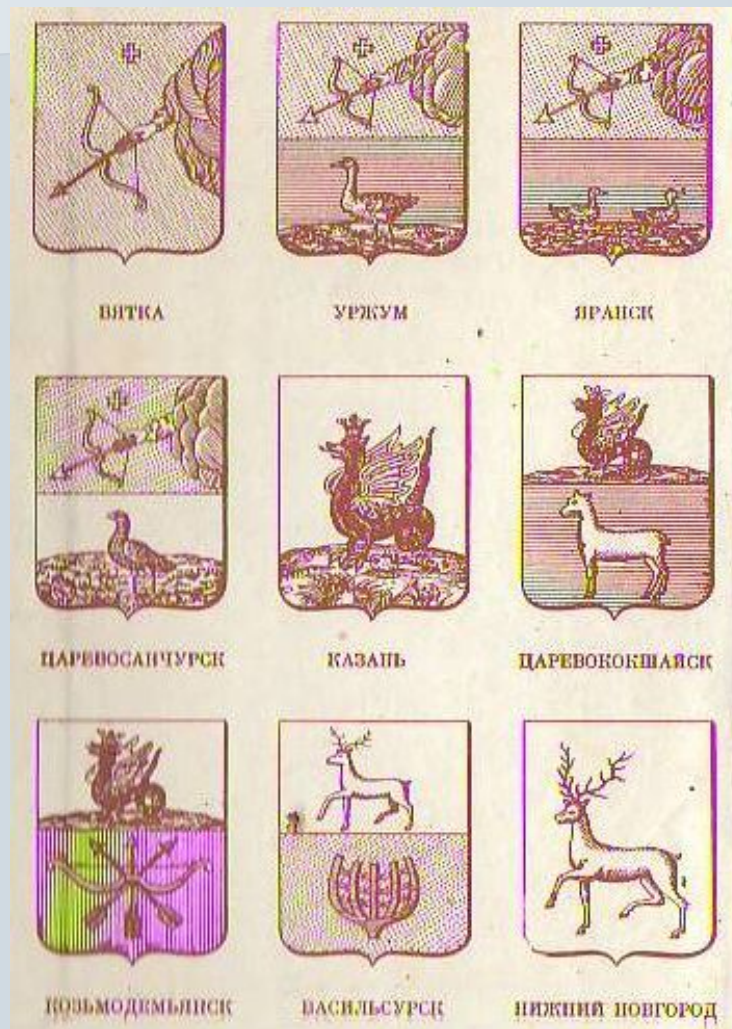 ВЯТКА
УРЖУМ
ЯРАНСК
ЦАРЕВОСАНЧУРСК
КАЗАНЬ
ЦАРЕВОКОКШАЙСК
КОЗЬМОДЕМЬЯНСК
ВАСИЛЬСУРСК
НИЖНИЙ НОВГОРОД